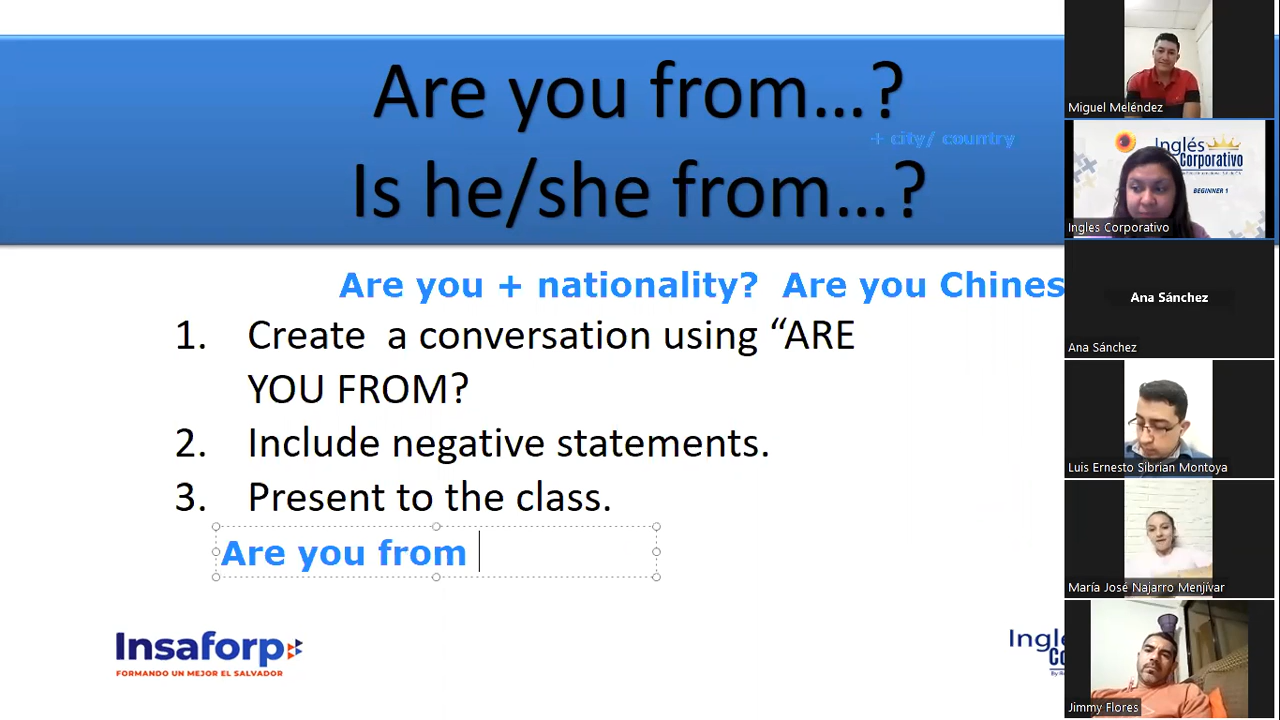 Are you from...?
+ city/ country
Is he/she from...?
Are you + nationality?  Are you Chines
1. Create  a conversation using “ARE
YOU FROM?
2. Include negative statements.
3. Present to the class.
Are you from
Insaforp
FORMANDO UN MEJOR EL SALVADOR
Inglé
Co
Miguel Meléndez
Inglés
Corporativo
BEGINNER 1
Ingles Corporativo
Ana Sánchez
Ana Sánchez
Luis Ernesto Sibrian Montoya
María José Najarro Menjívar
Jimmy Flores